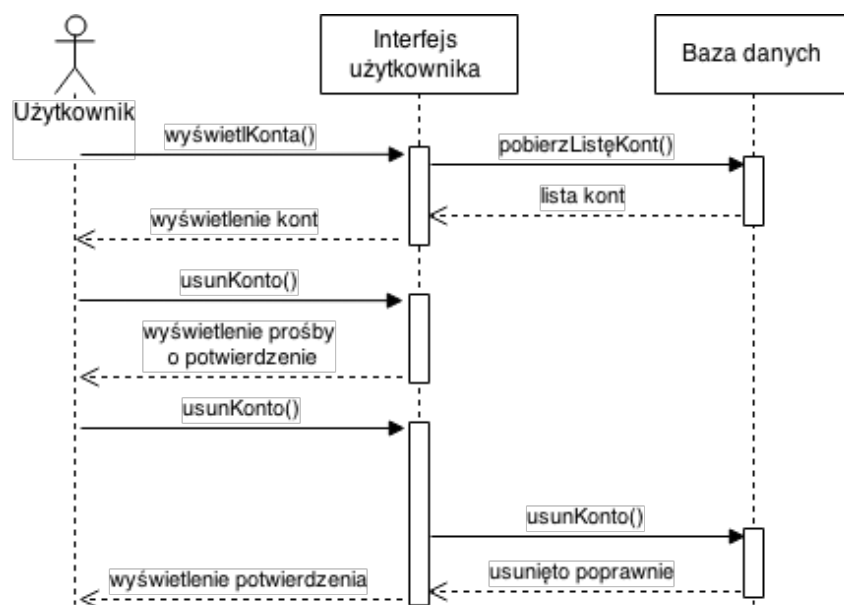 Interfejs
użytkownika
Baza danych
Użytkownik
wyświetlKonta()
pobierzListęKont()
lista kont
wyświetlenie kont
usunKonto()
wyświetlenie prośby
o potwierdzenie
usunKonto()
usunKonto()
usunięto poprawnie
wyświetlenie potwierdzenia